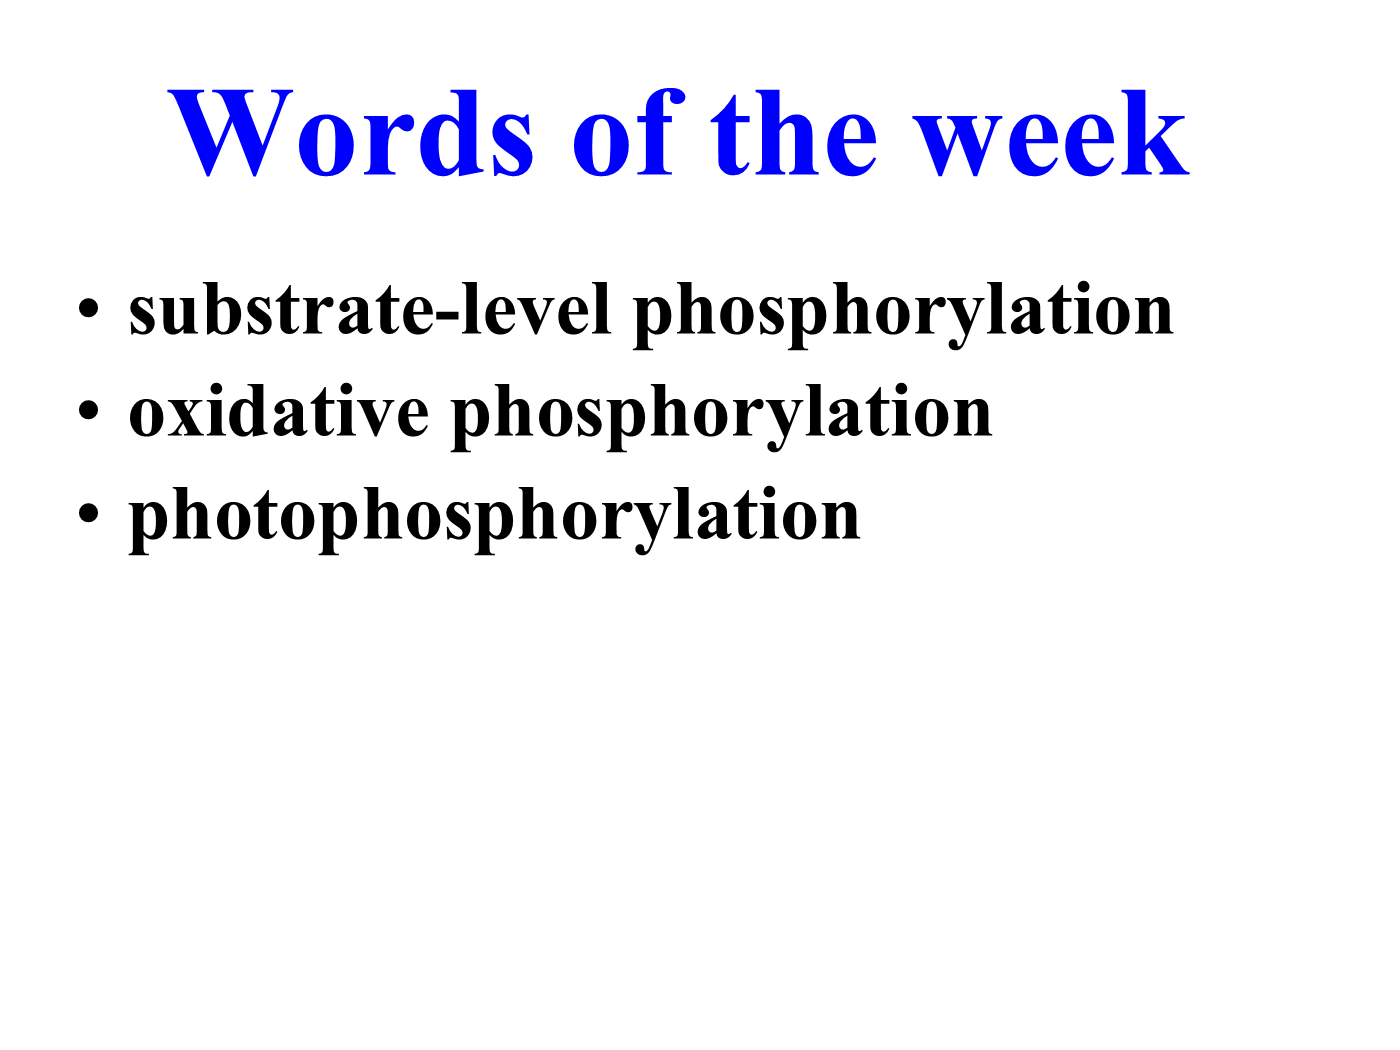 Words of the week
• substrate-level phosphorylation
• oxidative phosphorylation
• photophosphorylation